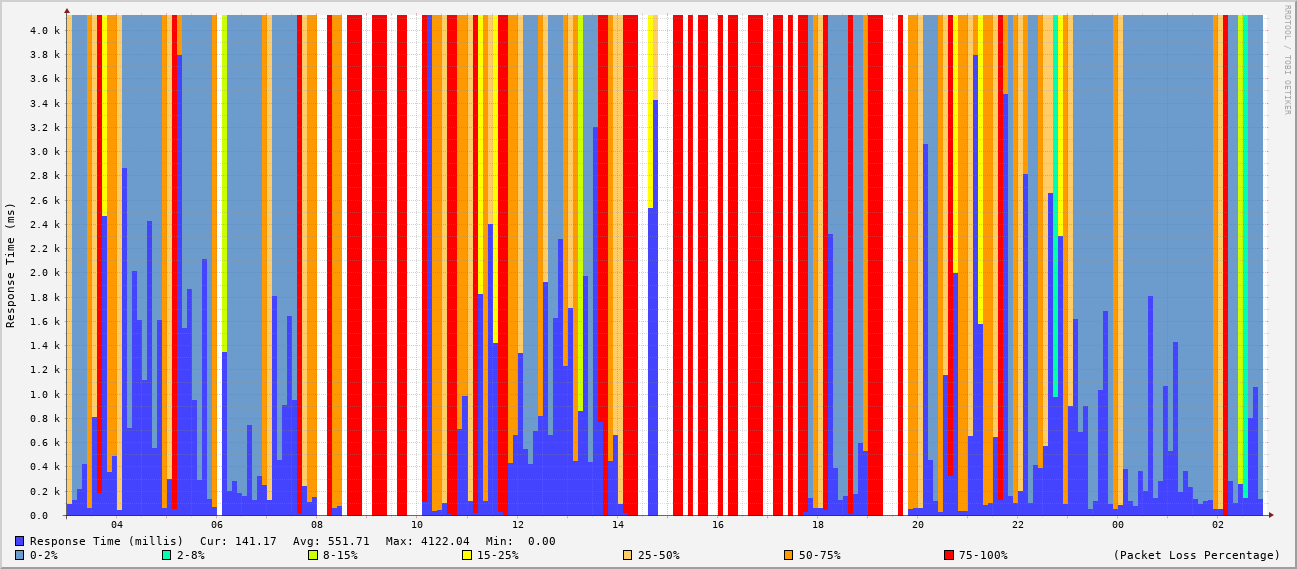 RRDTOOL / TOBI OETIKER
Response Time (ms)
4.0 k
3.8 k
3.6 k
3.4 k
3.2 k
3.0 k
2.8 k
2.6 k
2.4 k
2.2 k
2.0 k
1.8 k
1.6 k
1.4 k
1.2 k
1.0 k
0.8 k
0.6 k
0.4 k
0.2 k
0.0
04 06 08 10 12 14 16 18 20 22 00 02
Response Time (millis) Cur: 141.17 Avg: 551.71 Max: 4122.04 Min: 0.00
0-2% 2-8% 8-15% 15-25% 25-50% 50-75% 75-100% (Packet Loss Percentage)